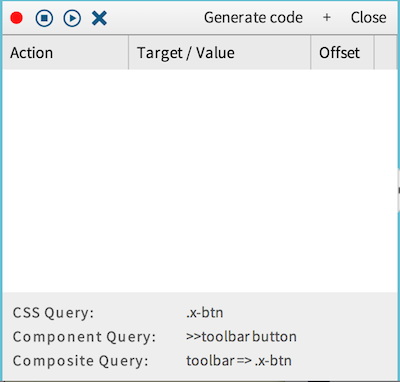 Generate code + Close
Action Target / Value Offset
CSS Query: .x-btn
Component Query: >>toolbar button
Composite Query: toolbar => .x-btn